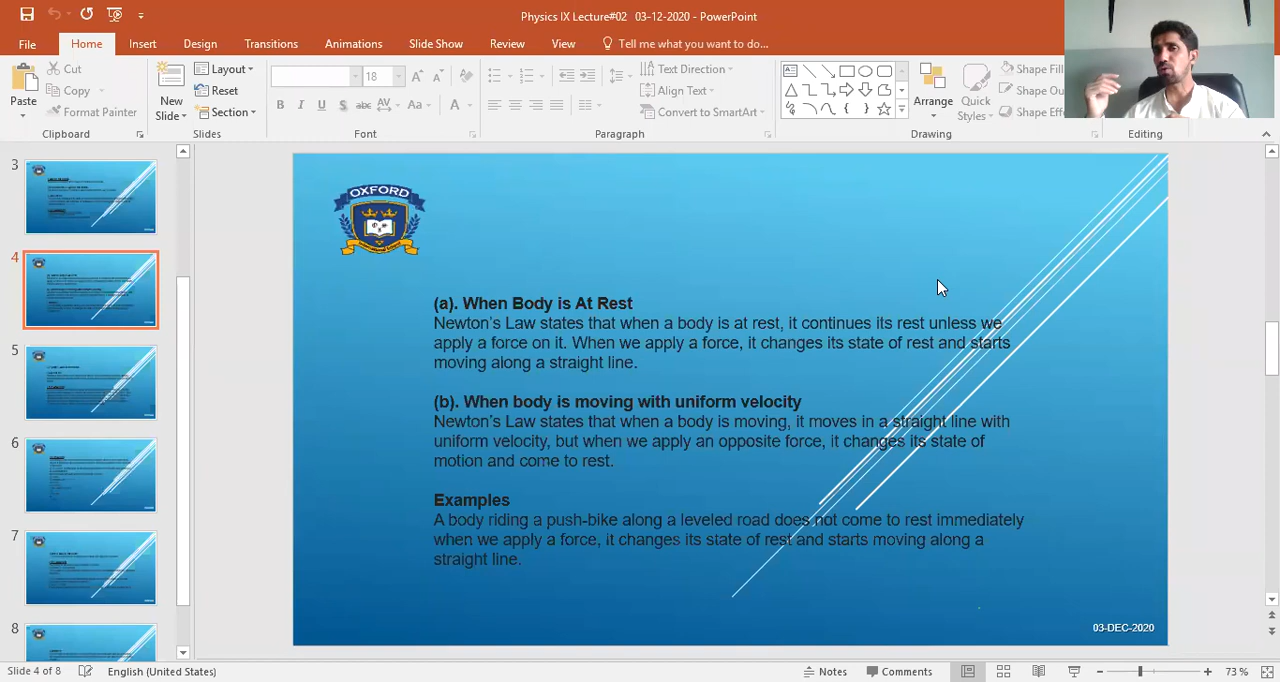 Physics IX Lecture#02 03-12-2020 - PowerPoint
File Home Insert Design Transitions Animations Slide Show Review View Tell me what you want to do...
Paste
Cut
Copy
Format Painter
Clipboard
New
Slide
Layout
Reset
Section
Slides
18
B I U S abc AV Aa A
Font
Text Direction
Align Text
Convert to SmartArt
Paragraph
Arrange
Quick
Styles
Shape Fill
Shape Ou
Shape Eff
Drawing
Editing
3
4
5
6
7
8
OXFORD
(a). When Body is At Rest
Newton's Law states that when a body is at rest, it continues its rest unless we
apply a force on it. When we apply a force, it changes its state of rest and starts
moving along a straight line.
(b). When body is moving with uniform velocity
Newton's Law states that when a body is moving, it moves in a straight line with
uniform velocity, but when we apply an opposite force, it changes its state of
motion and come to rest.
Examples
A body riding a push-bike along a leveled road does not come to rest immediately
when we apply a force, it changes its state of rest and starts moving along a
straight line.
03-DEC-2020
Slide 4 of 8 English (United States) Notes Comments 73 %